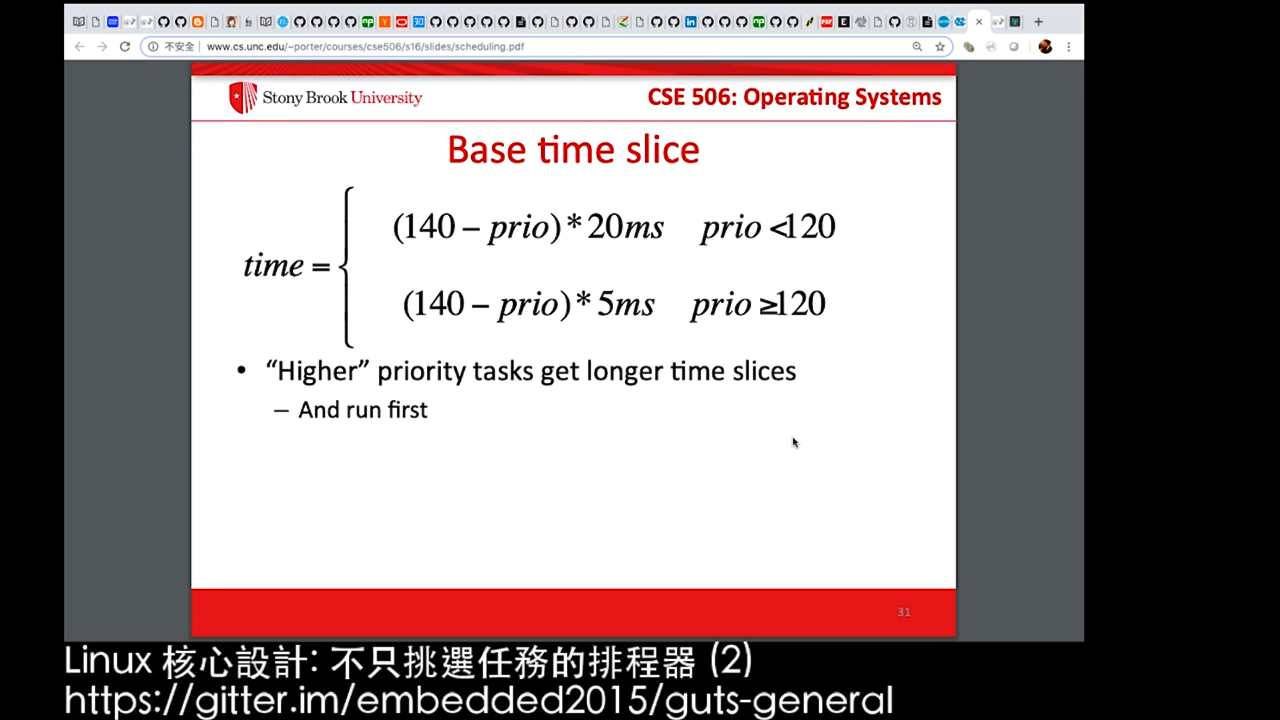 不安全 www.cs.unc.edu/~porter/courses/cse506/s16/slides/scheduling.pdf
Stony Brook University
CSE 506: Operating Systems
Base time slice
time = { (140 – prio) * 20ms prio <120
(140 – prio) * 5ms prio ≥120
• “Higher” priority tasks get longer time slices
– And run first
31
Linux 核心設計: 不只挑選任務的排程器 (2)
https://gitter.im/embedded2015/guts-general